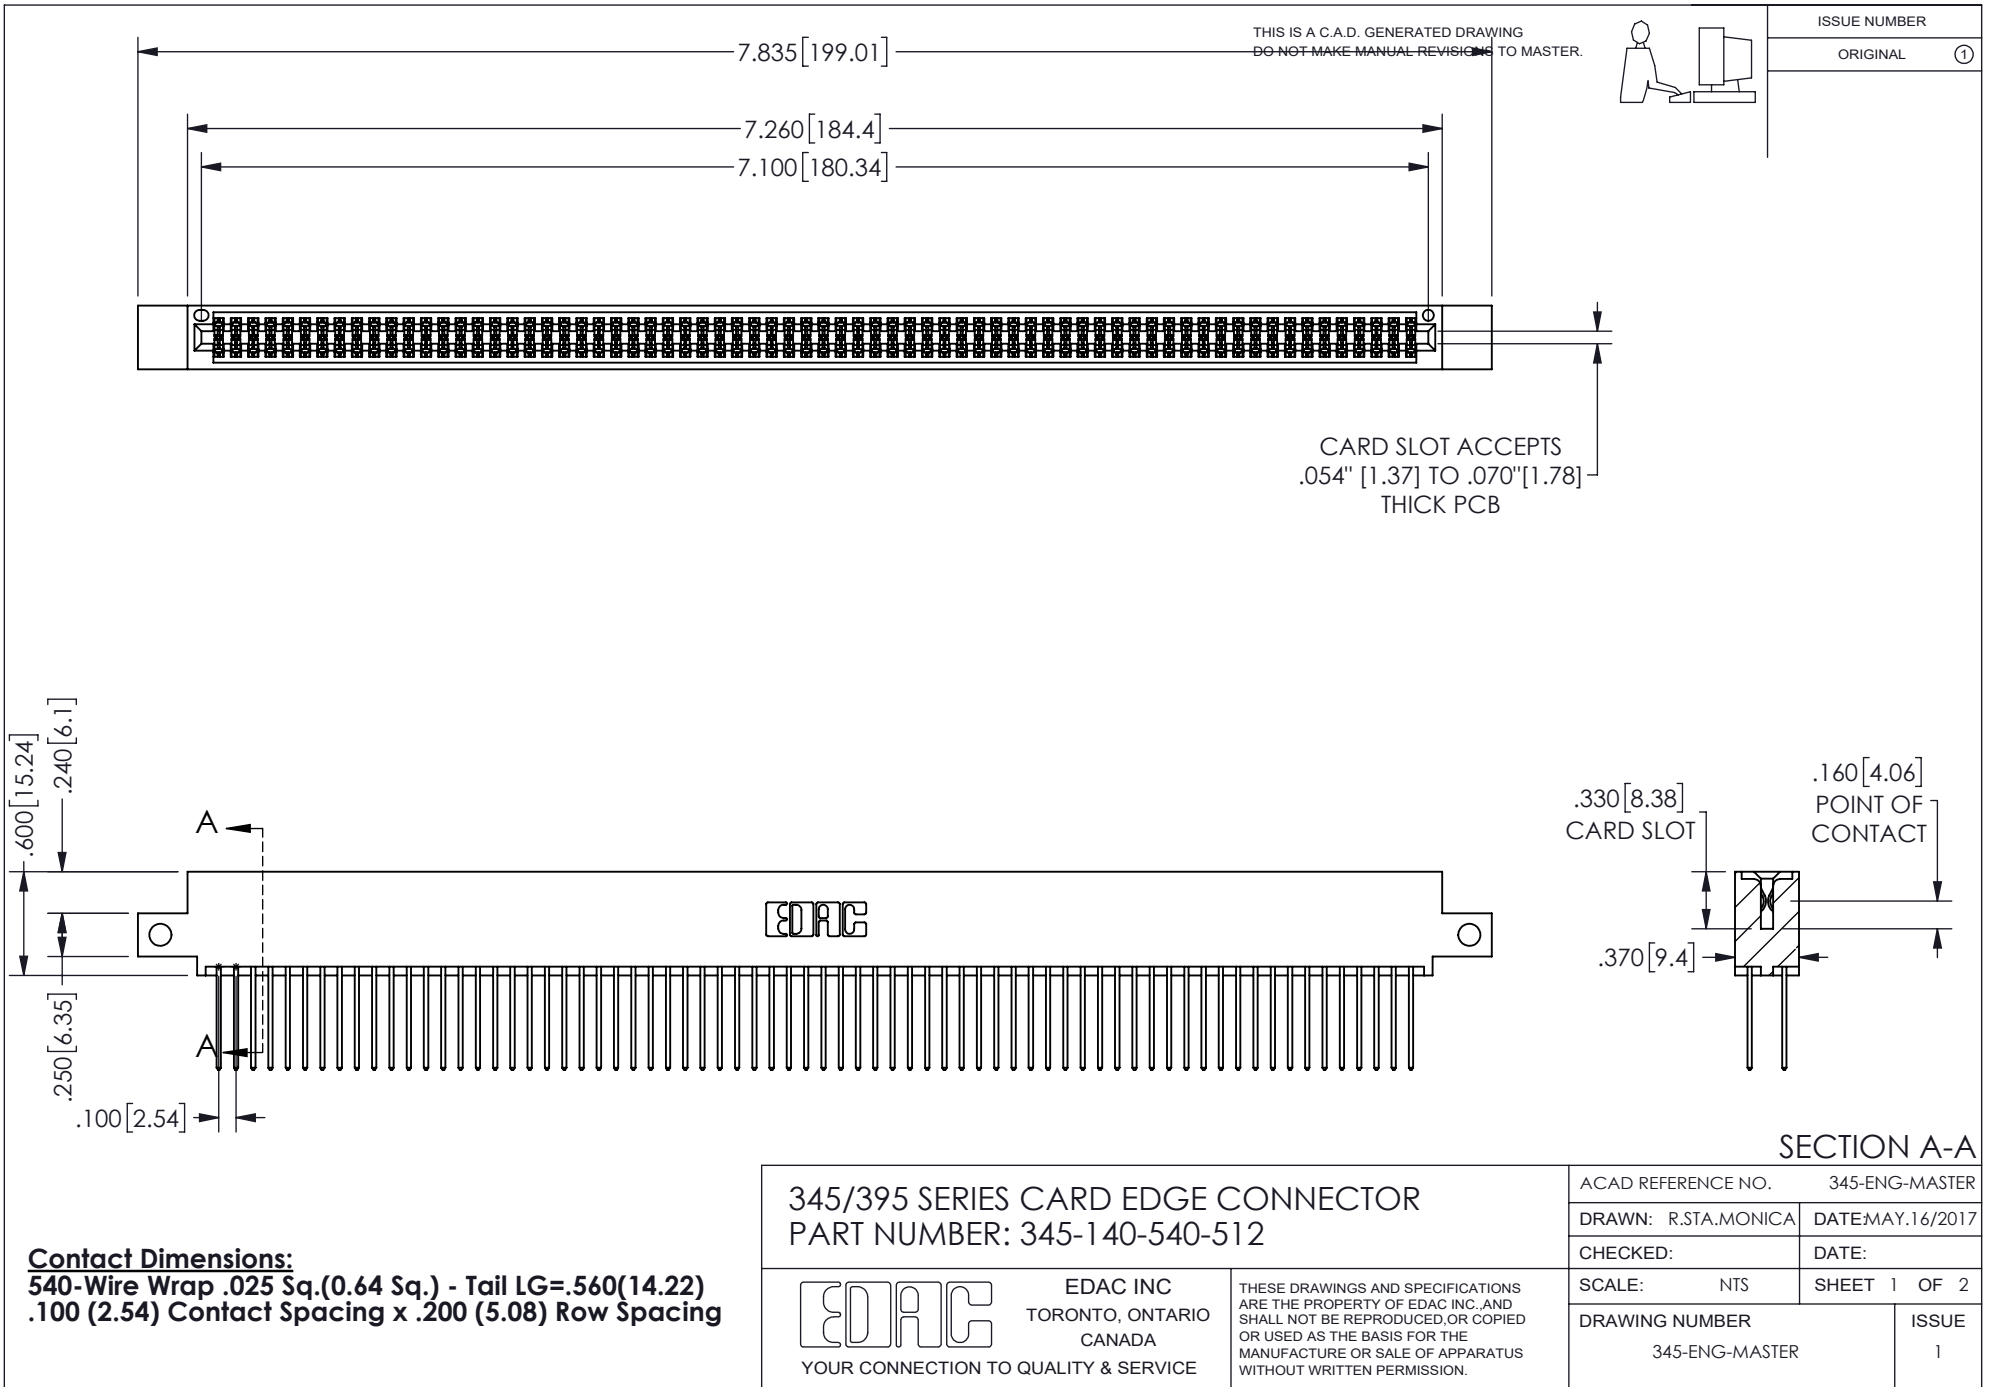 THIS IS A C.A.D. GENERATED DRAWING
DO NOT MAKE MANUAL REVISIONS TO MASTER.
ISSUE NUMBER
ORIGINAL 1
7.835[199.01]
7.260[184.4]
7.100[180.34]
CARD SLOT ACCEPTS
.054" [1.37] TO .070"[1.78]
THICK PCB
.600[15.24]
.240[6.1]
.250[6.35]
.100[2.54]
A
A
EDAC
.330[8.38]
CARD SLOT
.160[4.06]
POINT OF
CONTACT
.370[9.4]
SECTION A-A
Contact Dimensions:
540-Wire Wrap .025 Sq.(0.64 Sq.) - Tail LG=.560(14.22)
.100 (2.54) Contact Spacing x .200 (5.08) Row Spacing
345/395 SERIES CARD EDGE CONNECTOR
PART NUMBER: 345-140-540-512
EDAC
EDAC INC
TORONTO, ONTARIO
CANADA
YOUR CONNECTION TO QUALITY & SERVICE
THESE DRAWINGS AND SPECIFICATIONS
ARE THE PROPERTY OF EDAC INC.,AND
SHALL NOT BE REPRODUCED,OR COPIED
OR USED AS THE BASIS FOR THE
MANUFACTURE OR SALE OF APPARATUS
WITHOUT WRITTEN PERMISSION.
ACAD REFERENCE NO. 345-ENG-MASTER
DRAWN: R.STA.MONICA DATE:MAY.16/2017
CHECKED: DATE:
SCALE: NTS SHEET 1 OF 2
DRAWING NUMBER ISSUE
345-ENG-MASTER 1